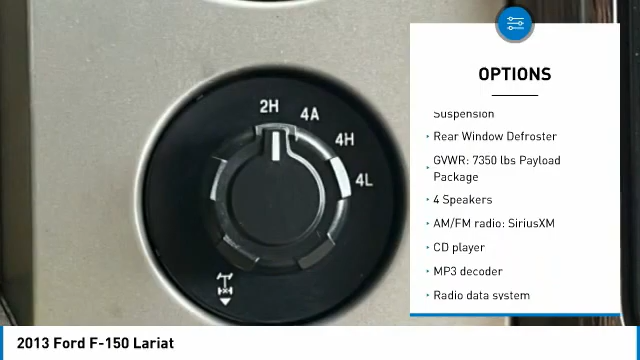 2H
4A
4H
4L
OPTIONS
Suspension
Rear Window Defroster
GVWR: 7350 lbs Payload
Package
4 Speakers
AM/FM radio: SiriusXM
CD player
MP3 decoder
Radio data system
2013 Ford F-150 Lariat